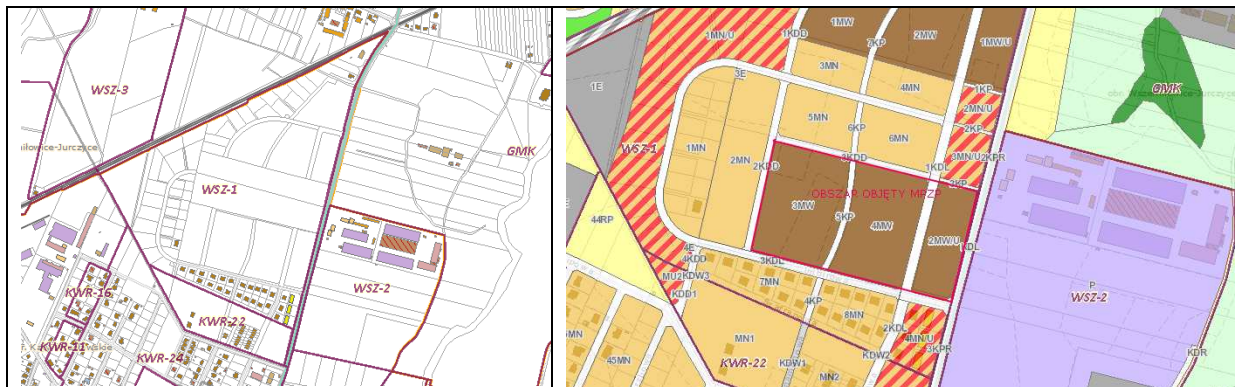 WSZ-3
GMK
miłowice-Jurczyce
WSZ-1
WSZ-2
KWR-16
KWR-22
KWR-11
KWR-24
1MW
1MN/U
1KDD
7KP
2MW
1MW/U
3E
3MN
1E
4MN
1KP
2MN/U
GMK
5MN
6KP
2KP
WSZ-1
1MN
6MN
2MN
3KDD
3MN/U
2KPR
2KDD
1KDL
3KP
OBSZAR OBJĘTY MPZP
3MW
44RP
5KP
4MW
2MW/U
4E
KDL
4KDD
3KDL
P
MU2
KDW3
7MN
WSZ-2
KDD1
4KP
8MN
2KDL
4MN/U
MN1
3KPR
KDR
KWR-22
KDW1
KDW2
45MN
MN2